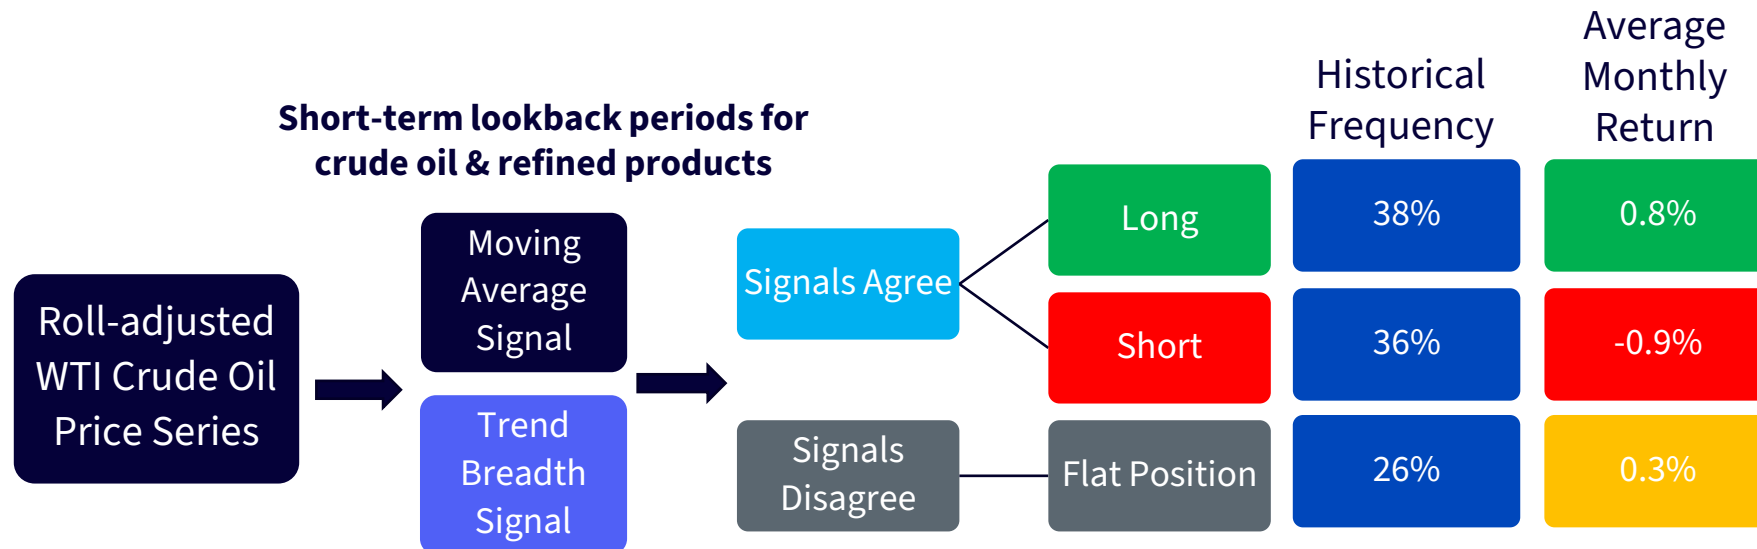 Short-term lookback periods for
crude oil & refined products
Roll-adjusted
WTI Crude Oil
Price Series
Moving
Average
Signal
Trend
Breadth
Signal
Signals Agree
Signals
Disagree
Long
Short
Flat Position
Historical
Frequency
38%
36%
26%
Average
Monthly
Return
0.8%
-0.9%
0.3%